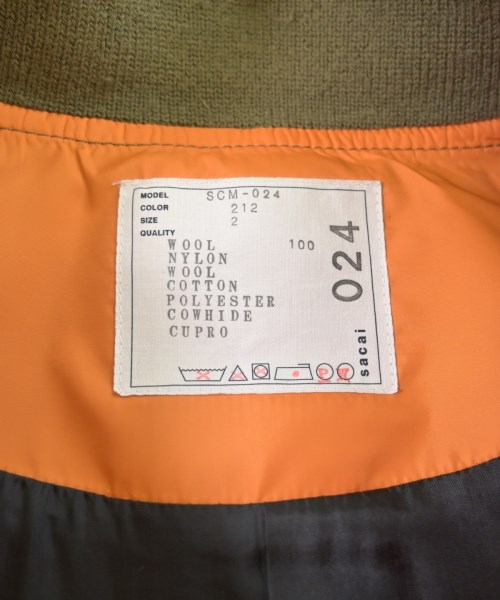 MODEL SCM-024
COLOR 212
SIZE 2
QUALITY
WOOL 100
NYLON
WOOL
COTTON
POLYESTER
COWHIDE
CUPRO
024
sacai